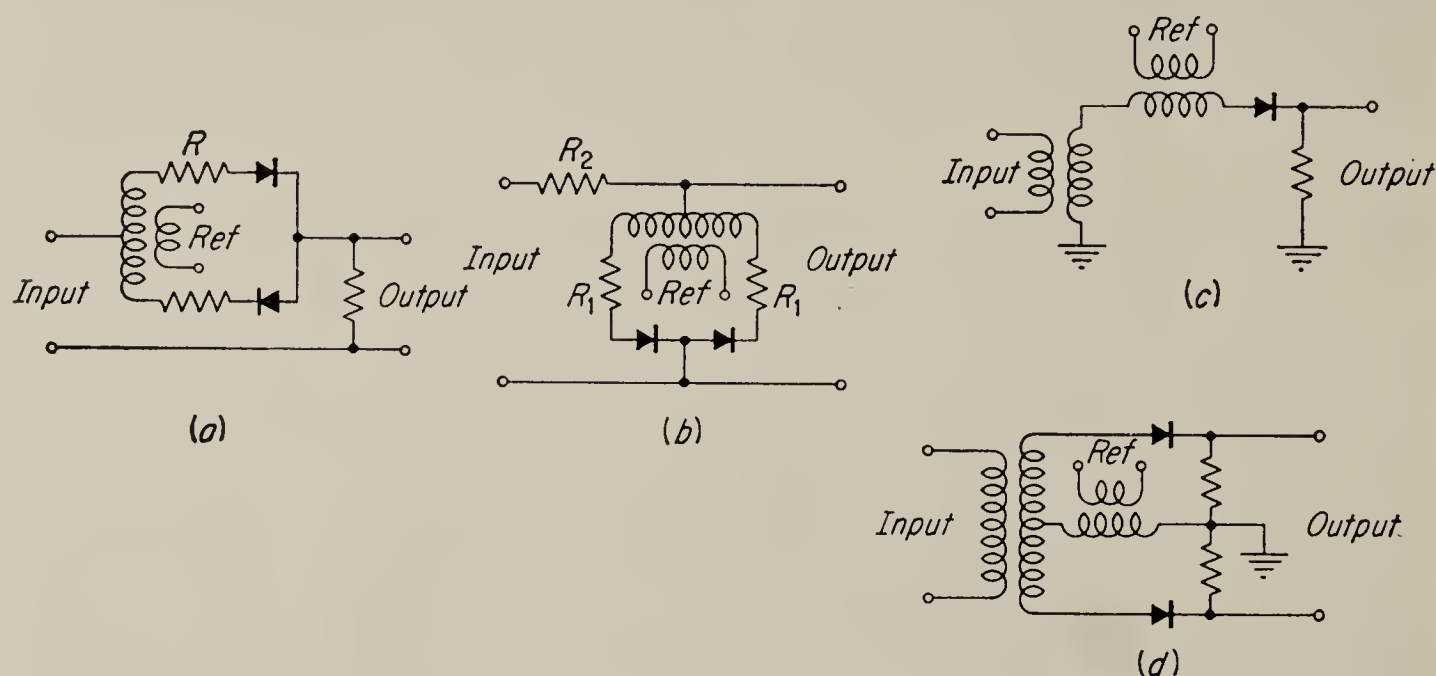 R
Ref
Input
Output
(a)
R2
Input
Output
R1
Ref
R1
(b)
Ref
Input
Output
(c)
Ref
Input
Output
(d)